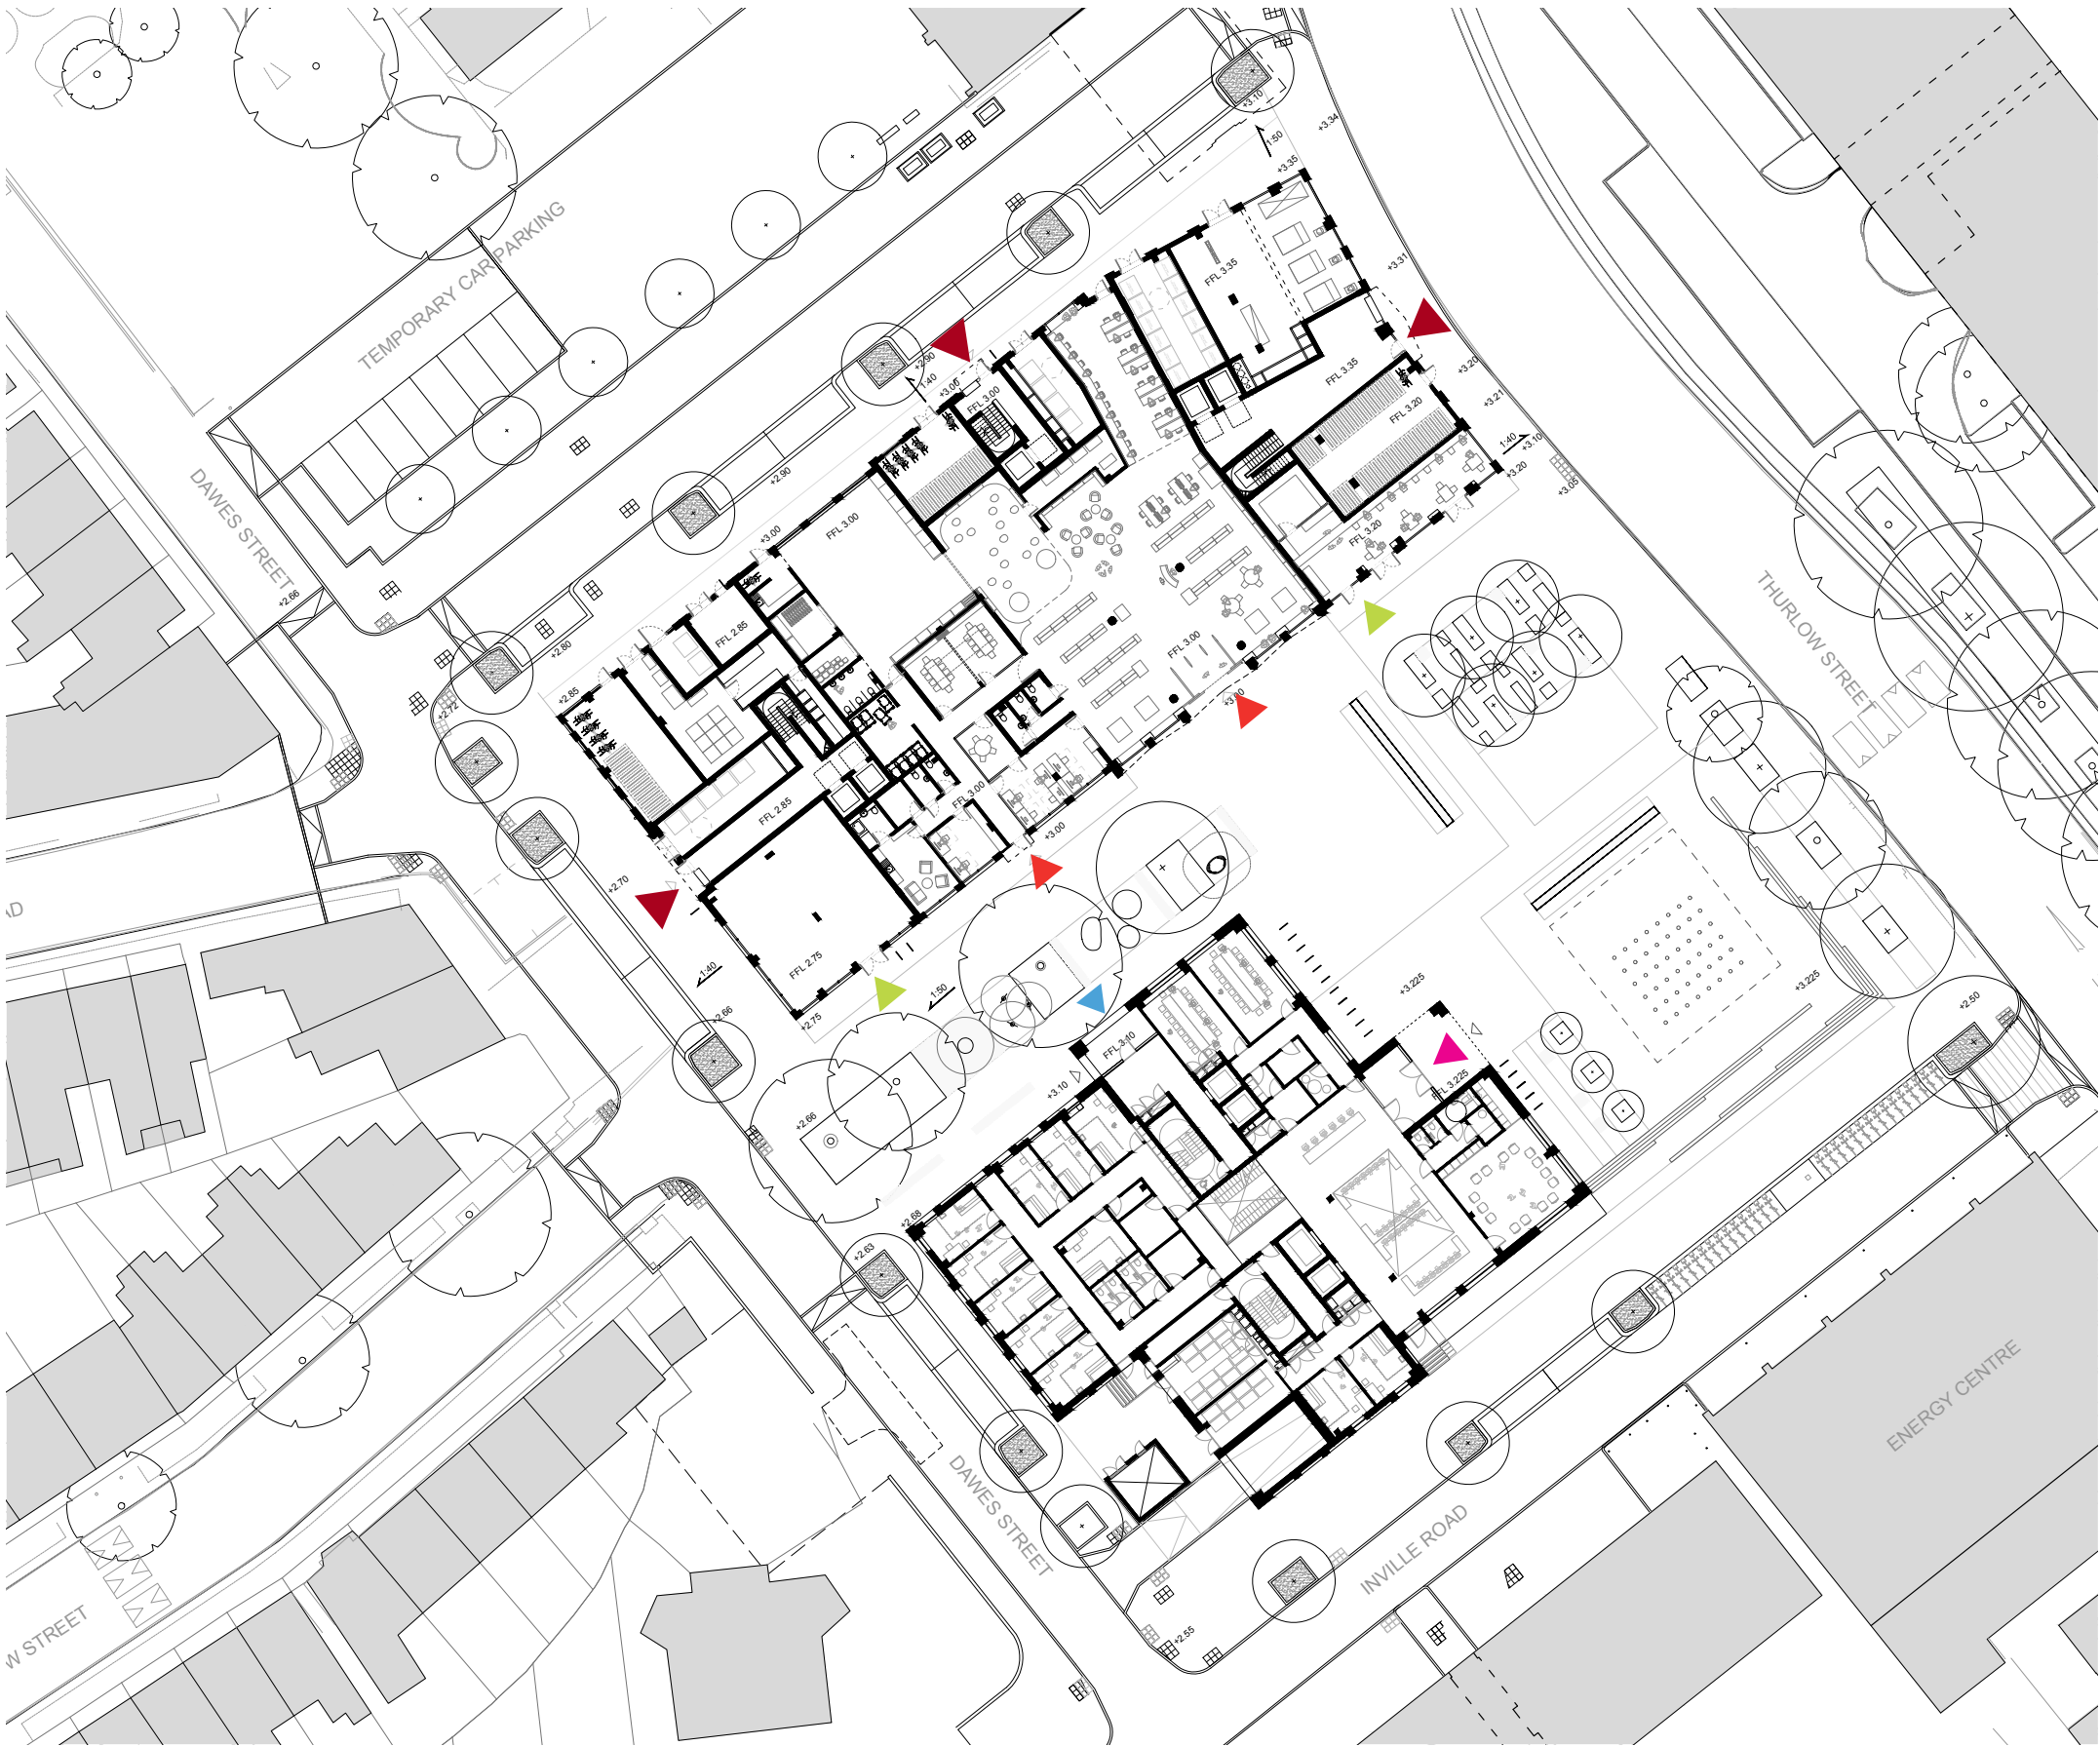 +3.10
1:50
+3.34
+3.35
TEMPORARY CAR PARKING
FFL 3.35
+3.31
+2.90
1:40
+3.00
FFL 3.00
FFL 3.35
+3.20
+3.21
FFL 3.20
1:40
+3.10
+3.20
+3.05
+2.90
DAWES STREET
+3.00
FFL 3.00
FFL 3.20
+2.66
THURLOW STREET
FFL 2.85
+2.80
FFL 3.00
+2.85
+2.72
+3.00
FFL 2.85
FFL 3.00
+3.00
+2.70
AD
FFL 2.75
1:40
1:50
+2.75
+2.66
+3.225
+3.225
+2.50
FFL 3.10
+3.10
FL 3.225
+2.66
+2.68
+2.63
ENERGY CENTRE
DAWES STREET
INVILLE ROAD
W STREET
+2.55